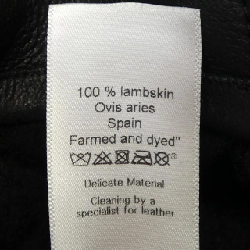 100 % lambskin
Ovis aries
Spain
Farmed and dyed"
Delicate Material
Cleaning by a
specialist for leather